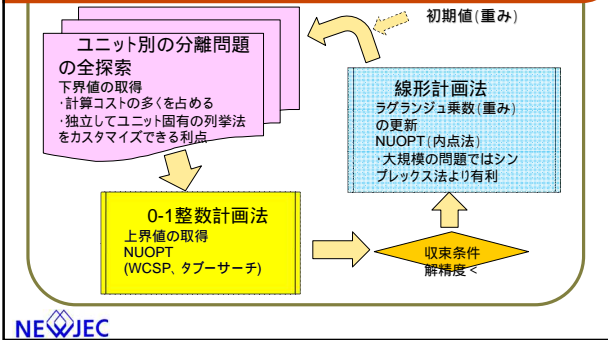 初期値(重み)
ユニット別の分離問題
の全探索
下界値の取得
・計算コストの多くを占める
・独立してユニット固有の列挙法
をカスタマイズできる利点
線形計画法
ラグランジュ乗数(重み)
の更新
NUOPT(内点法)
・大規模の問題ではシン
プレックス法より有利
0-1整数計画法
上界値の取得
NUOPT
(WCSP、タブーサーチ)
収束条件
解精度<
NEWJEC